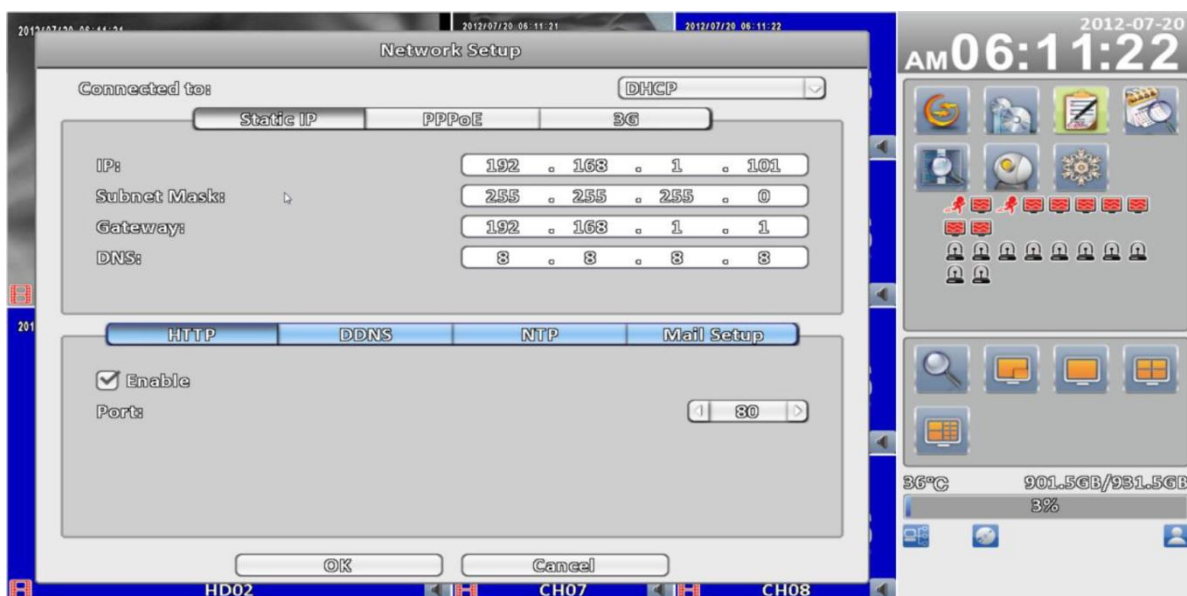 2012/07/20 06:11:21
2012/07/20 06:11:22
2012-07-20
AM 06:11:22
Network Setup
Connected to:
DHCP
Static IP
PPPoE
3G
IP:
192 . 168 . 1 . 101
Subnet Mask:
255 . 255 . 255 . 0
Gateway:
192 . 168 . 1 . 1
DNS:
8 . 8 . 8 . 8
201
HTTP
DDNS
NTP
Mail Setup
Enable
Port:
80
36°C
901.5GB/931.5GB
3%
OK
Cancel
HD02
CH07
CH08